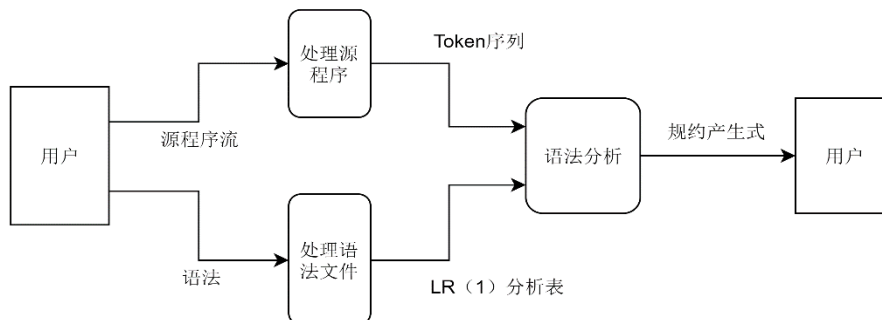 Token序列
处理源
程序
源程序流
用户
语法分析
规约产生式
用户
处理语
法文件
语法
LR（1）分析表